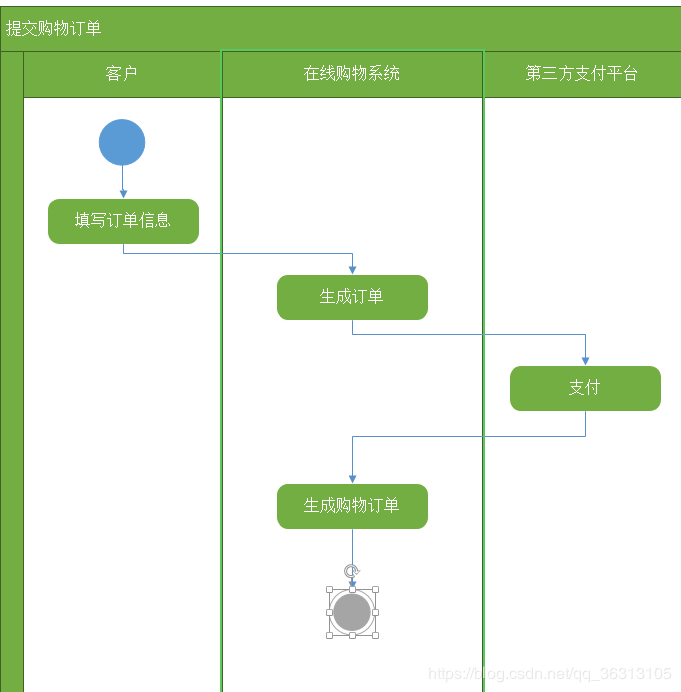 提交购物订单
客户
在线购物系统
第三方支付平台
填写订单信息
生成订单
支付
生成购物订单
https://blog.csdn.net/qq_36313105